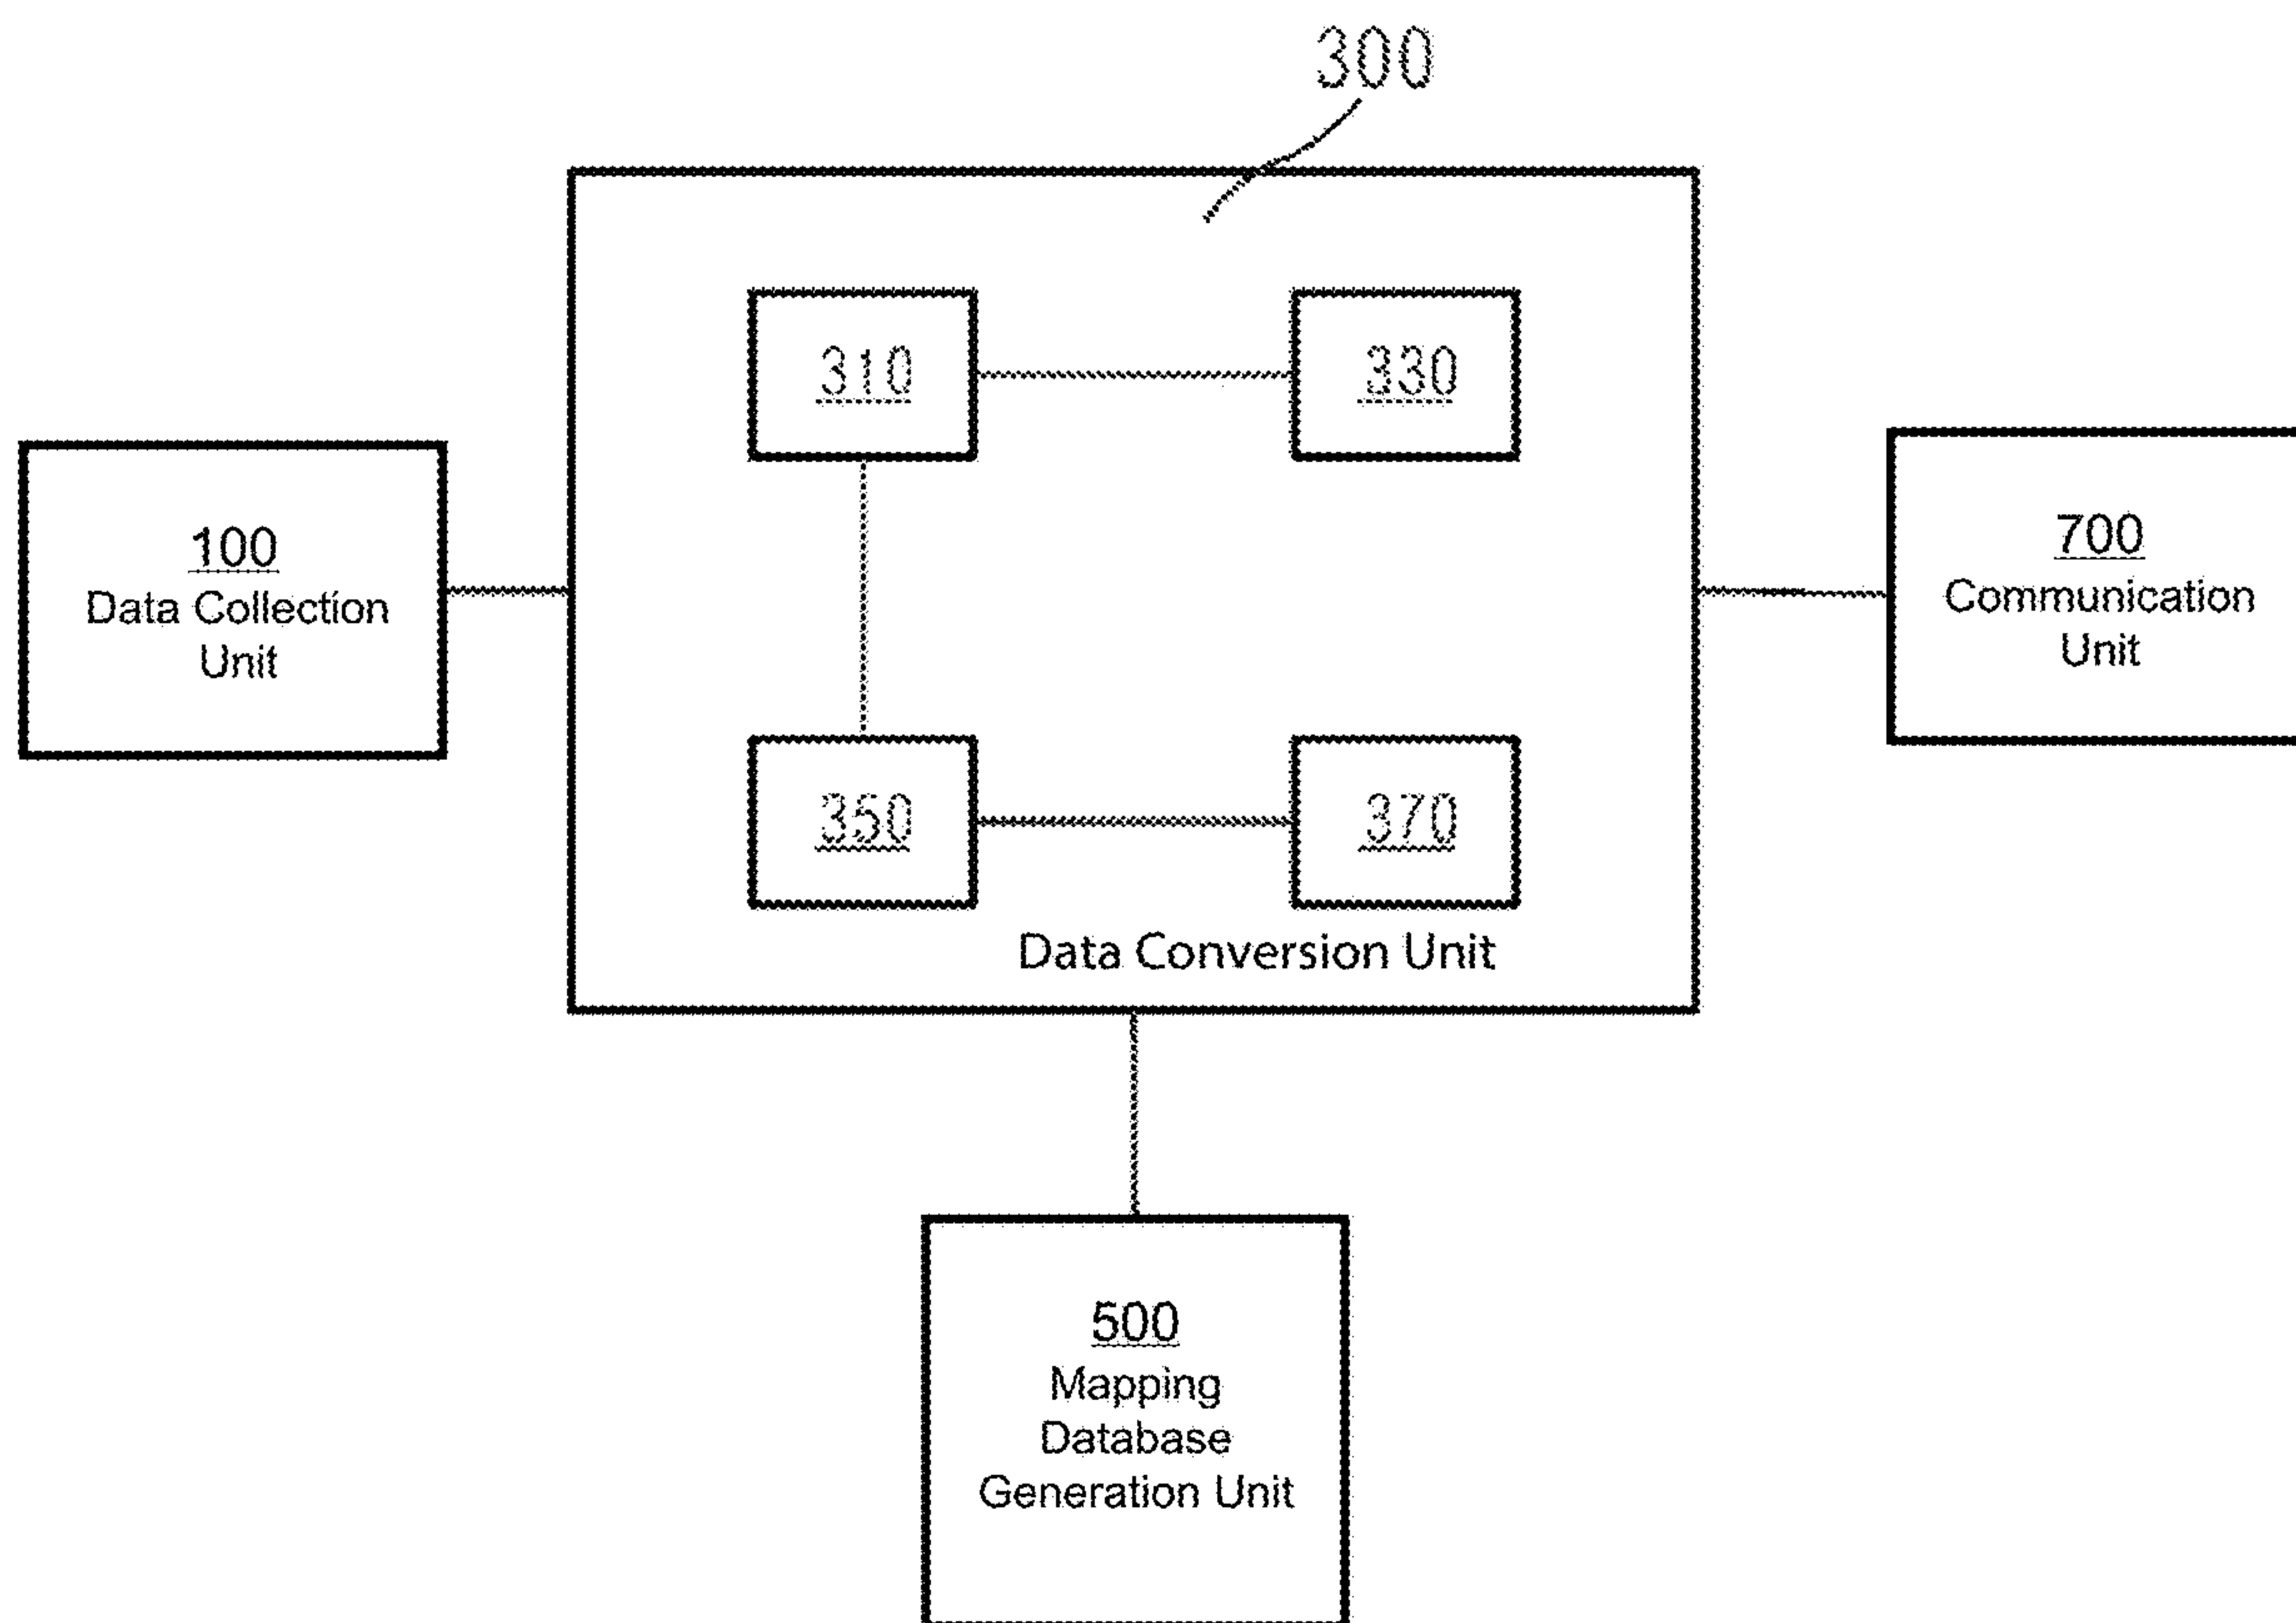 300
310
330
100
Data Collection
Unit
700
Communication
Unit
350
370
Data Conversion Unit
500
Mapping
Database
Generation Unit